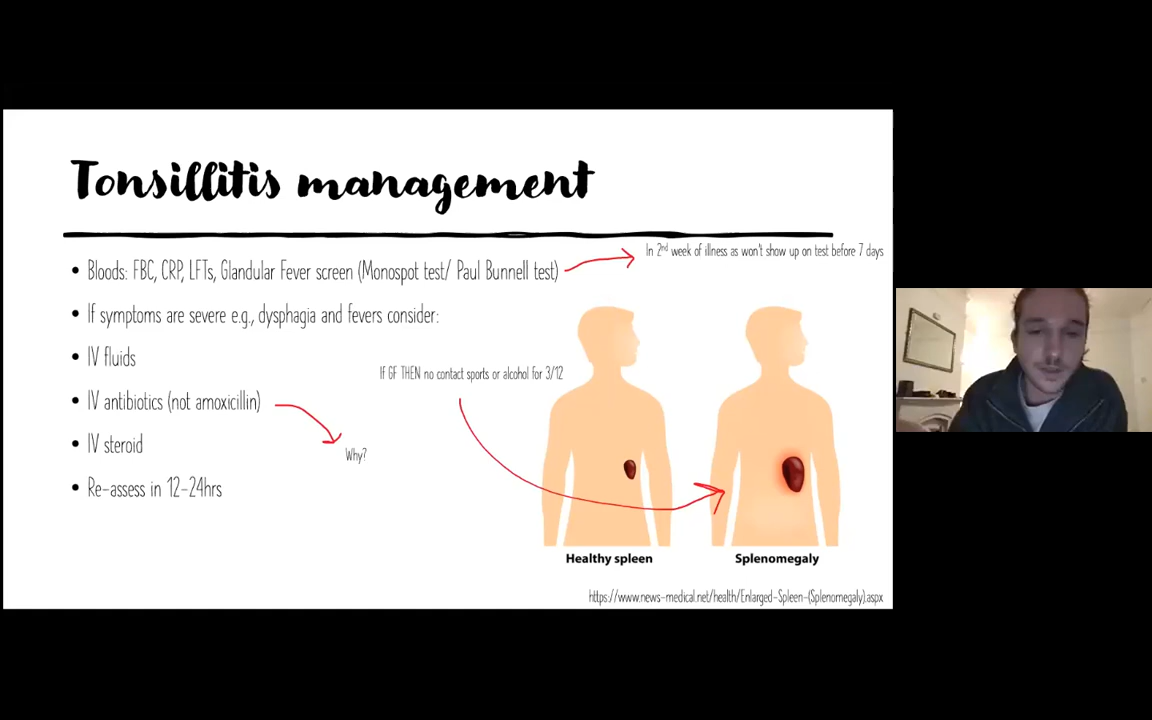 Tonsillitis management
In 2nd week of illness as won't show up on test before 7 days
• Bloods: FBC, CRP, LFTs, Glandular Fever screen (Monospot test/ Paul Bunnell test)
• If symptoms are severe e.g., dysphagia and fevers consider:
• IV fluids
If GF THEN no contact sports or alcohol for 3/12
• IV antibiotics (not amoxicillin)
Why?
• IV steroid
• Re-assess in 12-24hrs
Healthy spleen
Splenomegaly
https://www.news-medical.net/health/Enlarged-Spleen-(Splenomegaly).aspx